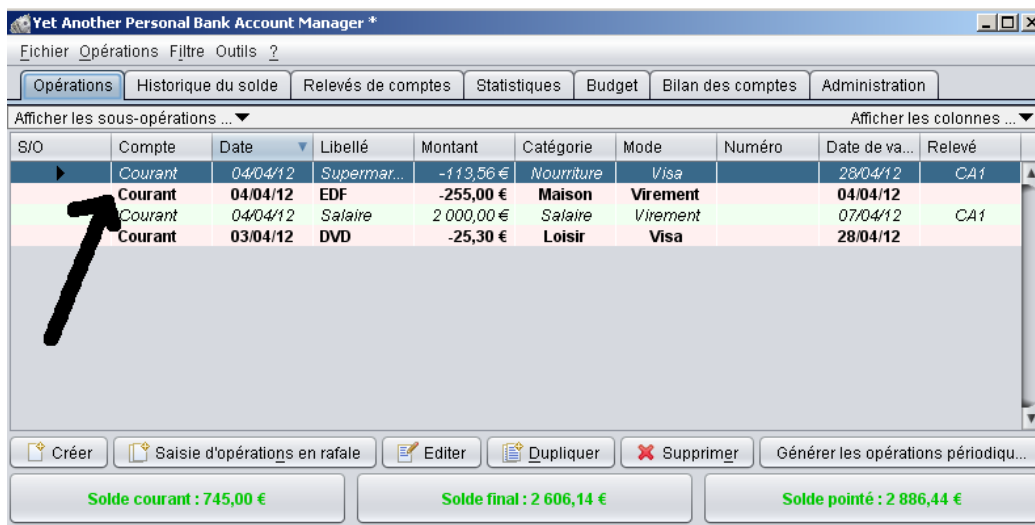 Yet Another Personal Bank Account Manager *
Fichier Opérations Filtre Outils ?
Opérations Historique du solde Relevés de comptes Statistiques Budget Bilan des comptes Administration
Afficher les sous-opérations ... Afficher les colonnes ...
S/O Compte Date Libellé Montant Catégorie Mode Numéro Date de va... Relevé
Courant 04/04/12 Supermar... -113,56 € Nourriture Visa 28/04/12 CA1
Courant 04/04/12 EDF -255,00 € Maison Virement 04/04/12
Courant 04/04/12 Salaire 2 000,00 € Salaire Virement 07/04/12 CA1
Courant 03/04/12 DVD -25,30 € Loisir Visa 28/04/12
Créer Saisie d'opérations en rafale Editer Dupliquer Supprimer Générer les opérations périodiqu...
Solde courant : 745,00 € Solde final : 2 606,14 € Solde pointé : 2 886,44 €